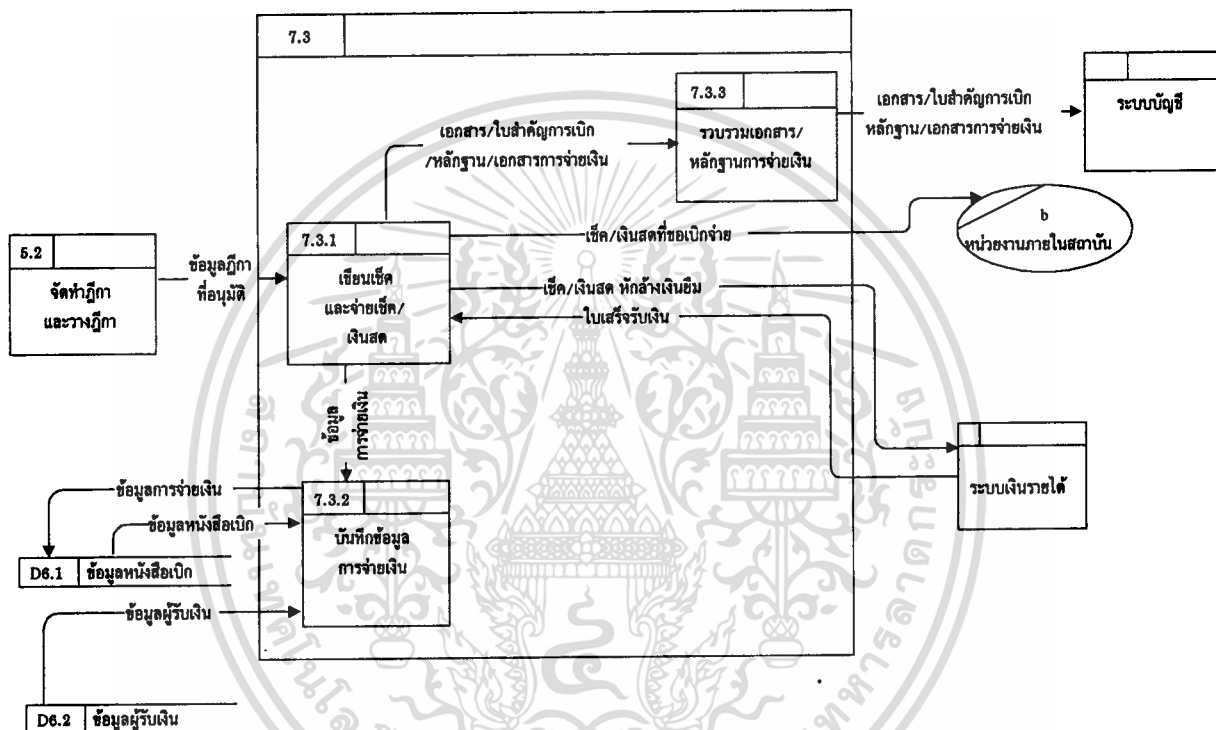 7.3
7.3.3
รวบรวมเอกสาร/
หลักฐานการจ่ายเงิน
เอกสาร/ใบสำคัญการเบิก
หลักฐาน/เอกสารการจ่ายเงิน
ระบบบัญชี
เอกสาร/ใบสำคัญการเบิก
/หลักฐาน/เอกสารการจ่ายเงิน
b
หน่วยงานภายในสถาบัน
5.2
จัดทำฎีกา
และวางฎีกา
ข้อมูลฎีกา
ที่อนุมัติ
7.3.1
เขียนเช็ค
และจ่ายเช็ค/
เงินสด
เช็ค/เงินสดที่ขอเบิกจ่าย
เช็ค/เงินสด หักล้างเงินยืม
ใบเสร็จรับเงิน
ข้อมูล
การจ่ายเงิน
ระบบเงินรายได้
7.3.2
บันทึกข้อมูล
การจ่ายเงิน
ข้อมูลการจ่ายเงิน
ข้อมูลหนังสือเบิก
D6.1 ข้อมูลหนังสือเบิก
ข้อมูลผู้รับเงิน
D6.2 ข้อมูลผู้รับเงิน